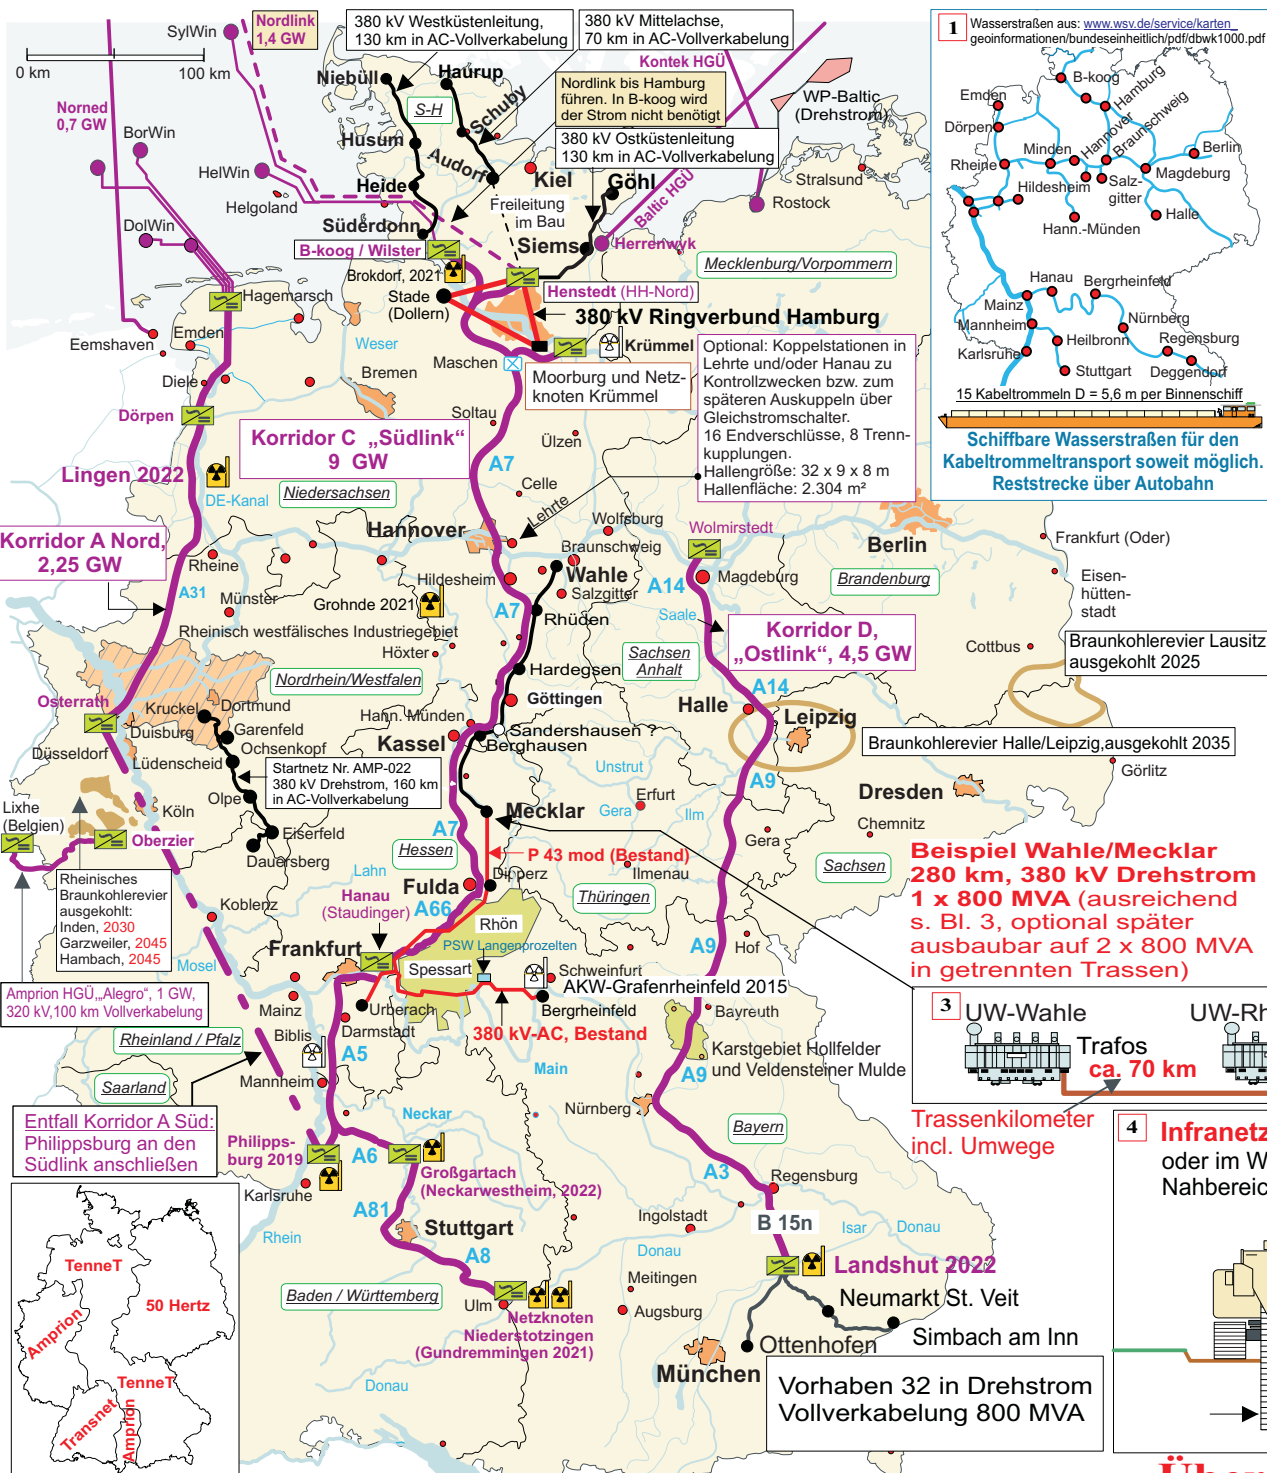 SylWin
Nordlink
1,4 GW
380 kV Westküstenleitung,
130 km in AC-Vollverkabelung
380 kV Mittelachse,
70 km in AC-Vollverkabelung
Kontek HGÜ
0 km
100 km
Niebüll
Haurup
S-H
Schuby
Nordlink bis Hamburg
führen. In B-koog wird
der Strom nicht benötigt
WP-Baltic
(Drehstrom)
Norned
0,7 GW
BorWin
HelWin
DolWin
Husum
Audorf
380 kV Ostküstenleitung
130 km in AC-Vollverkabelung
Heide
Helgoland
Kiel
Göhl
Stralsund
Freileitung
im Bau
Baltic HGÜ
Rostock
Süderdonn
Siems
Herrenwyk
B-koog / Wilster
Mecklenburg/Vorpommern
Brokdorf, 2021
Stade
(Dollern)
Henstedt (HH-Nord)
Hagemarsch
380 kV Ringverbund Hamburg
Emden
Eemshaven
Weser
Krümmel
Maschen
Moorburg und Netz-
knoten Krümmel
Bremen
Diele
Dörpen
Soltau
Optional: Koppelstationen in
Lehrte und/oder Hanau zu
Kontrollzwecken bzw. zum
späteren Auskuppeln über
Gleichstromschalter.
16 Endverschlüsse, 8 Trenn-
kupplungen.
Hallengröße: 32 x 9 x 8 m
Hallenfläche: 2.304 m²
Korridor C „Südlink“
9 GW
Ülzen
A7
Celle
Lingen 2022
DE-Kanal
Niedersachsen
Lehrte
Hannover
Wolfsburg
Wolmirstedt
Berlin
Frankfurt (Oder)
Korridor A Nord,
2,25 GW
Rheine
Braunschweig
Wahle
Hildesheim
Salzgitter
A14
Magdeburg
Brandenburg
Eisen-
hütten-
stadt
A31
Münster
Grohnde 2021
A7
Rhüden
Saale
Rheinisch westfälisches Industriegebiet
Höxter
Korridor D,
„Ostlink“, 4,5 GW
Cottbus
Braunkohlerevier Lausitz
ausgekohlt 2025
Hardegsen
Sachsen
Anhalt
Nordrhein/Westfalen
A14
Osterrath
Kruckel
Dortmund
Göttingen
Halle
Leipzig
Duisburg
Garenfeld
Hann. Münden
Sandershausen ?
Düsseldorf
Ochsenkopf
Kassel
Berghausen
Braunkohlerevier Halle/Leipzig,ausgekohlt 2035
Lüdenscheid
Startnetz Nr. AMP-022
380 kV Drehstrom, 160 km
in AC-Vollverkabelung
Unstrut
A9
Görlitz
Lixhe
(Belgien)
Köln
Olpe
Gera
Erfurt
Ilm
Dresden
Mecklar
Oberzier
Eiserfeld
A7
Gera
Chemnitz
Dauersberg
Hessen
P 43 mod (Bestand)
Sachsen
Lahn
Dipperz
Ilmenau
Beispiel Wahle/Mecklar
280 km, 380 kV Drehstrom
1 x 800 MVA (ausreichend
s. Bl. 3, optional später
ausbaubar auf 2 x 800 MVA
in getrennten Trassen)
Rheinisches
Braunkohlerevier
ausgekohlt:
Inden, 2030
Garzweiler, 2045
Hambach, 2045
Koblenz
Fulda
Hanau
(Staudinger)
A66
Thüringen
Rhön
Mosel
Frankfurt
PSW Langenprozelten
A9
Hof
Spessart
Schweinfurt
AKW-Grafenrheinfeld 2015
Amprion HGÜ„Alegro“, 1 GW,
320 kV,100 km Vollverkabelung
Mainz
Urberach
Bergrheinfeld
Bayreuth
Darmstadt
380 kV-AC, Bestand
Rheinland / Pfalz
Biblis
A5
Karstgebiet Hollfelder
und Veldensteiner Mulde
Main
A9
Saarland
Mannheim
Nürnberg
Neckar
Entfall Korridor A Süd:
Philippsburg an den
Südlink anschließen
Bayern
Philipps-
burg 2019
A6
Großgartach
(Neckarwestheim, 2022)
A3
Regensburg
Karlsruhe
A81
Ingolstadt
B 15n
Rhein
Stuttgart
Isar
Donau
A8
Donau
Meitingen
Landshut 2022
Baden / Württemberg
Ulm
Augsburg
Neumarkt St. Veit
Netzknoten
Niederstotzingen
(Gundremmingen 2021)
Simbach am Inn
Ottenhofen
München
Donau
Vorhaben 32 in Drehstrom
Vollverkabelung 800 MVA
TenneT
50 Hertz
Amprion
TenneT
Transnet
Amprion
1
Wasserstraßen aus: www.wsv.de/service/karten_
geoinformationen/bundeseinheitlich/pdf/dbwk1000.pdf
B-koog
Emden
Hamburg
Dörpen
Hannover
Braunschweig
Minden
Berlin
Rheine
Magdeburg
Hildesheim
Salz-
gitter
Halle
Hann.-Münden
Hanau
Bergrheinfeld
Mainz
Mannheim
Nürnberg
Heilbronn
Regensburg
Karlsruhe
Stuttgart
Deggendorf
15 Kabeltrommeln D = 5,6 m per Binnenschiff
Schiffbare Wasserstraßen für den
Kabeltrommeltransport soweit möglich.
Reststrecke über Autobahn
3
UW-Wahle
UW-Rh
Trafos
ca. 70 km
Trassenkilometer
incl. Umwege
4
Infranetz
oder im W
Nahbereic
Über